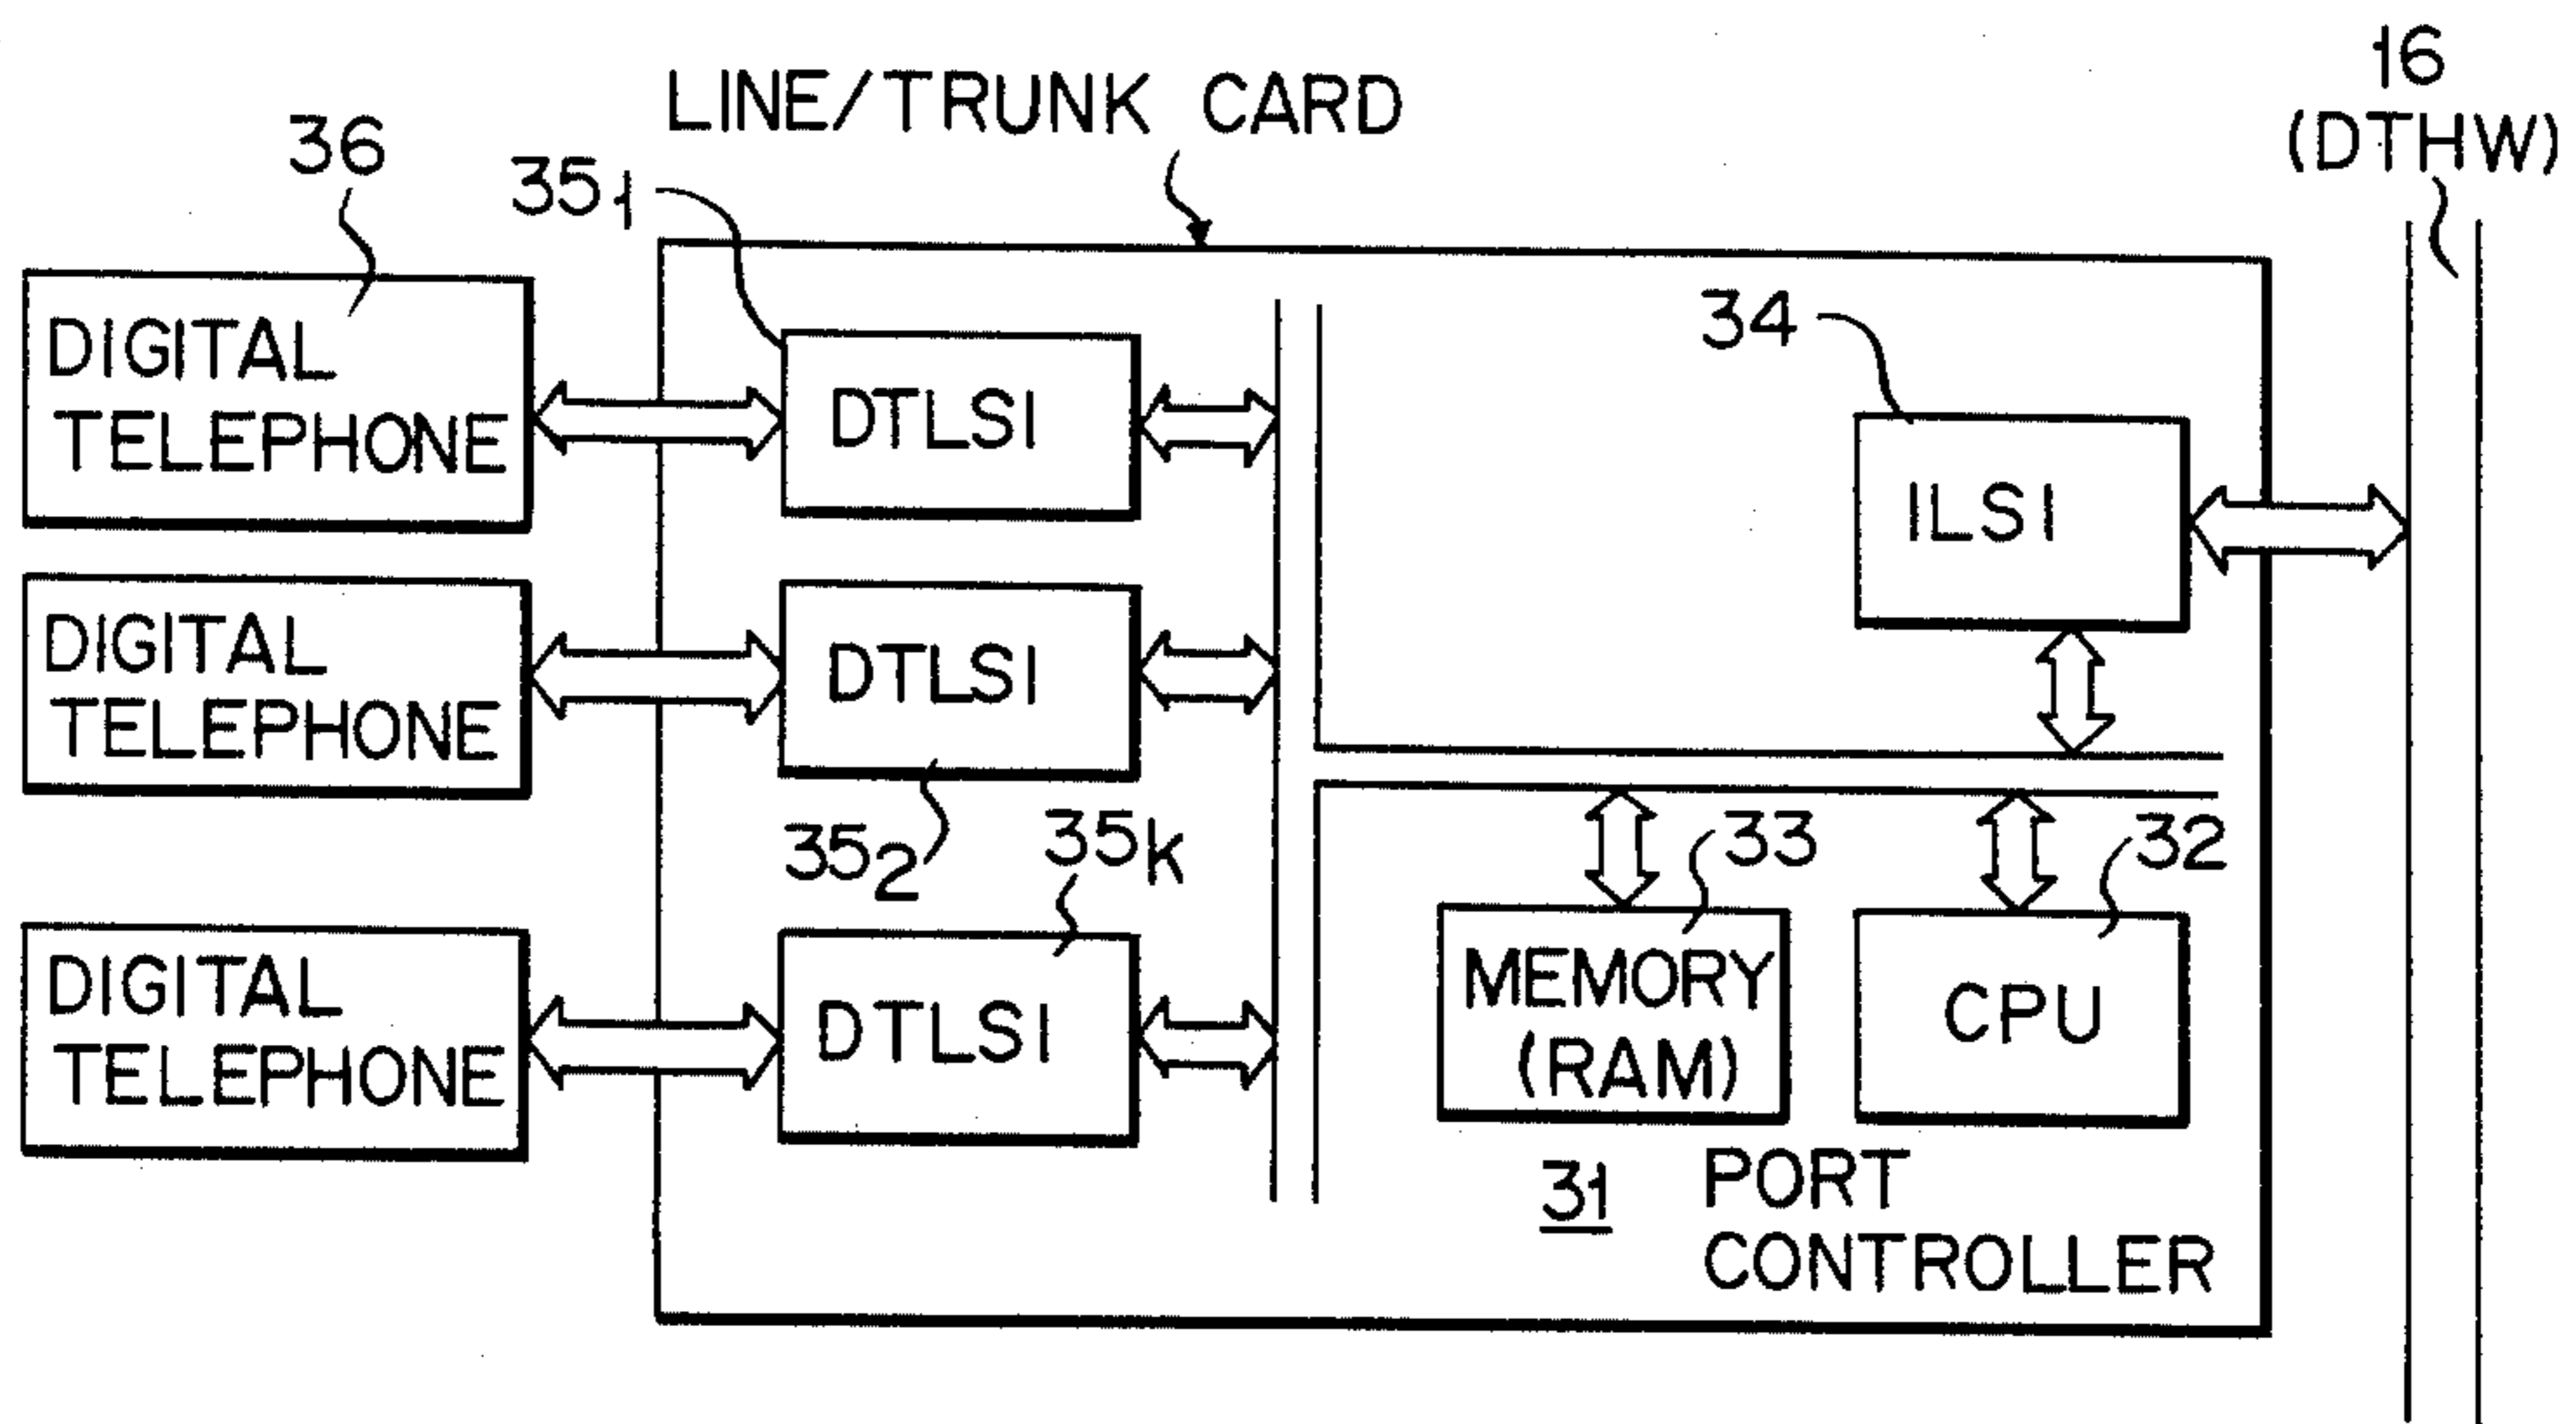 16
(DTHW)
LINE/TRUNK CARD
36
35₁
DIGITAL
TELEPHONE
DTLSI
34
ILSI
DIGITAL
TELEPHONE
DTLSI
35₂
35K
33
32
DIGITAL
TELEPHONE
DTLSI
MEMORY
(RAM)
CPU
31
PORT
CONTROLLER